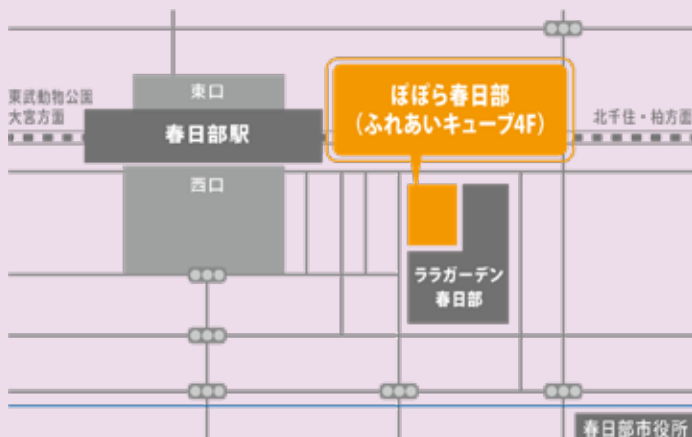 東武動物公園
大宮方面
東口
春日部駅
西口
ぽぽら春日部
(ふれあいキューブ4F)
北千住・柏方面
ララガーデン
春日部
春日部市役所